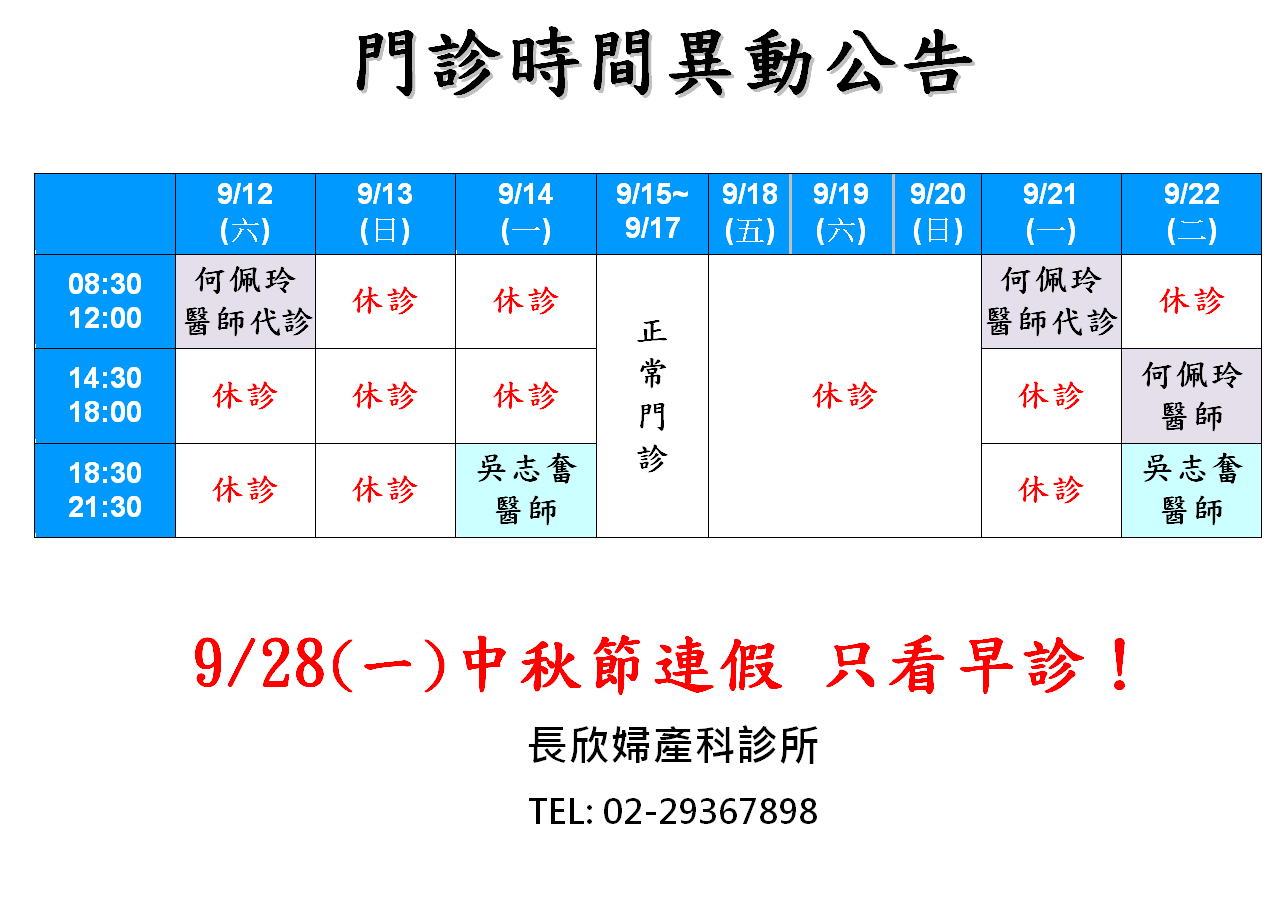 門診時間異動公告
9/12 9/13 9/14 9/15~ 9/18 9/19 9/20 9/21 9/22
(六) (日) (一) 9/17 (五) (六) (日) (一) (二)
08:30 何佩玲 休診 休診 正常門診 休診 何佩玲 休診
12:00 醫師代診 醫師代診
14:30 休診 休診 休診 休診 何佩玲
18:00 醫師
18:30 休診 休診 吳志奮 休診 吳志奮
21:30 醫師 醫師
9/28(一)中秋節連假 只看早診！
長欣婦產科診所
TEL: 02-29367898